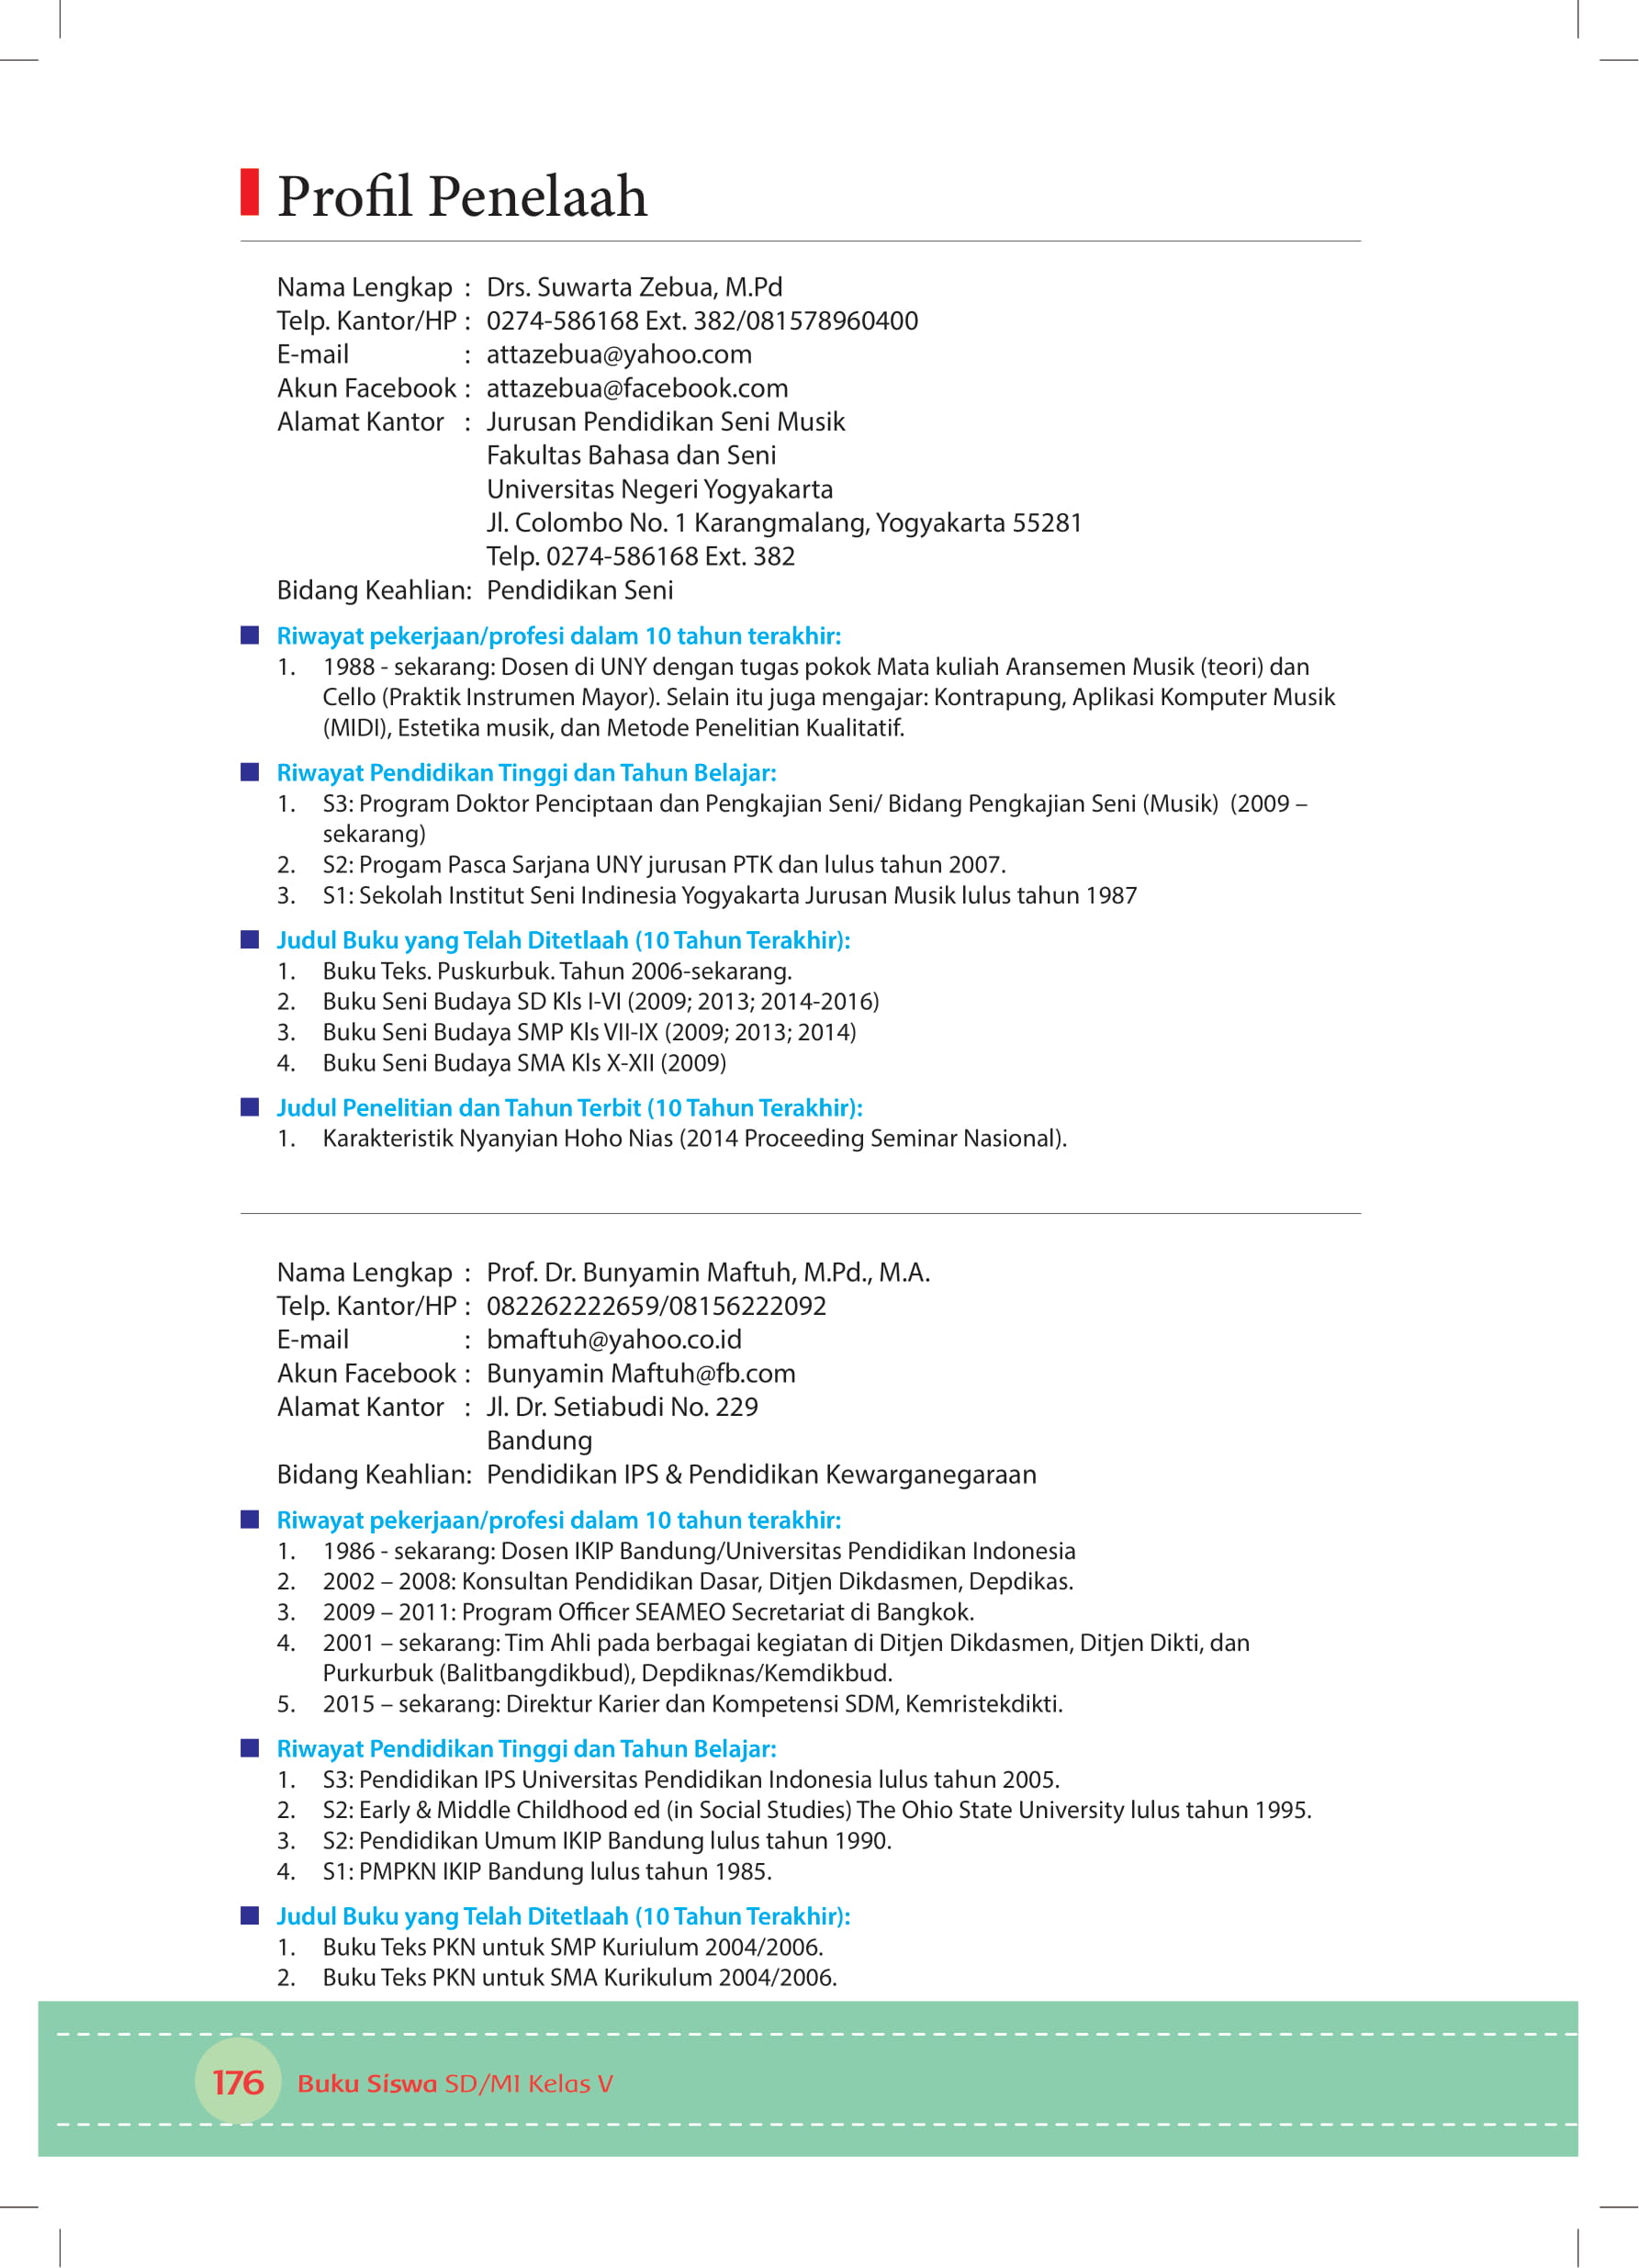 Profil Penelaah
Nama Lengkap : Drs. Suwarta Zebua, M.Pd
Telp. Kantor/HP : 0274-586168 Ext. 382/081578960400
E-mail : attazebua@yahoo.com
Akun Facebook : attazebua@facebook.com
Alamat Kantor : Jurusan Pendidikan Seni Musik
Fakultas Bahasa dan Seni
Universitas Negeri Yogyakarta
Jl. Colombo No. 1 Karangmalang, Yogyakarta 55281
Telp. 0274-586168 Ext. 382
Bidang Keahlian: Pendidikan Seni
Riwayat pekerjaan/profesi dalam 10 tahun terakhir:
1. 1988 - sekarang: Dosen di UNY dengan tugas pokok Mata kuliah Aransemen Musik (teori) dan
Cello (Praktik Instrumen Mayor). Selain itu juga mengajar: Kontrapung, Aplikasi Komputer Musik
(MIDI), Estetika musik, dan Metode Penelitian Kualitatif.
Riwayat Pendidikan Tinggi dan Tahun Belajar:
1. S3: Program Doktor Penciptaan dan Pengkajian Seni/ Bidang Pengkajian Seni (Musik) (2009 –
sekarang)
2. S2: Progam Pasca Sarjana UNY jurusan PTK dan lulus tahun 2007.
3. S1: Sekolah Institut Seni Indinesia Yogyakarta Jurusan Musik lulus tahun 1987
Judul Buku yang Telah Ditetlaah (10 Tahun Terakhir):
1. Buku Teks. Puskurbuk. Tahun 2006-sekarang.
2. Buku Seni Budaya SD Kls I-VI (2009; 2013; 2014-2016)
3. Buku Seni Budaya SMP Kls VII-IX (2009; 2013; 2014)
4. Buku Seni Budaya SMA Kls X-XII (2009)
Judul Penelitian dan Tahun Terbit (10 Tahun Terakhir):
1. Karakteristik Nyanyian Hoho Nias (2014 Proceeding Seminar Nasional).
Nama Lengkap : Prof. Dr. Bunyamin Maftuh, M.Pd., M.A.
Telp. Kantor/HP : 082262222659/08156222092
E-mail : bmaftuh@yahoo.co.id
Akun Facebook : Bunyamin Maftuh@fb.com
Alamat Kantor : Jl. Dr. Setiabudi No. 229
Bandung
Bidang Keahlian: Pendidikan IPS & Pendidikan Kewarganegaraan
Riwayat pekerjaan/profesi dalam 10 tahun terakhir:
1. 1986 - sekarang: Dosen IKIP Bandung/Universitas Pendidikan Indonesia
2. 2002 – 2008: Konsultan Pendidikan Dasar, Ditjen Dikdasmen, Depdikas.
3. 2009 – 2011: Program Officer SEAMEO Secretariat di Bangkok.
4. 2001 – sekarang: Tim Ahli pada berbagai kegiatan di Ditjen Dikdasmen, Ditjen Dikti, dan
Purkurbuk (Balitbangdikbud), Depdiknas/Kemdikbud.
5. 2015 – sekarang: Direktur Karier dan Kompetensi SDM, Kemristekdikti.
Riwayat Pendidikan Tinggi dan Tahun Belajar:
1. S3: Pendidikan IPS Universitas Pendidikan Indonesia lulus tahun 2005.
2. S2: Early & Middle Childhood ed (in Social Studies) The Ohio State University lulus tahun 1995.
3. S2: Pendidikan Umum IKIP Bandung lulus tahun 1990.
4. S1: PMPKN IKIP Bandung lulus tahun 1985.
Judul Buku yang Telah Ditetlaah (10 Tahun Terakhir):
1. Buku Teks PKN untuk SMP Kuriulum 2004/2006.
2. Buku Teks PKN untuk SMA Kurikulum 2004/2006.
176 Buku Siswa SD/MI Kelas V